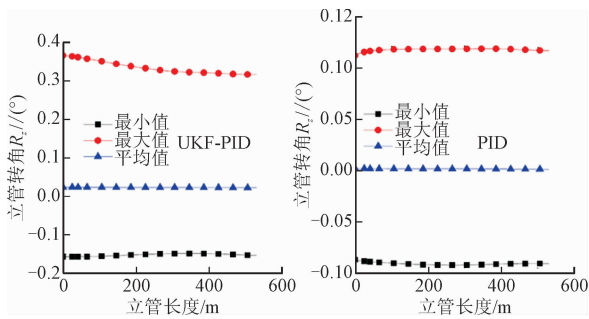 0.4
0.3
0.2
0.1
0.0
−0.1
−0.2
立管转角Rz//(°)
最小值
最大值 UKF-PID
平均值
0 200 400 600
立管长度/m
0.12
0.10
0.05
0.00
−0.05
−0.10
立管转角Rz//(°)
最小值
最大值 PID
平均值
0 200 400 600
立管长度/m